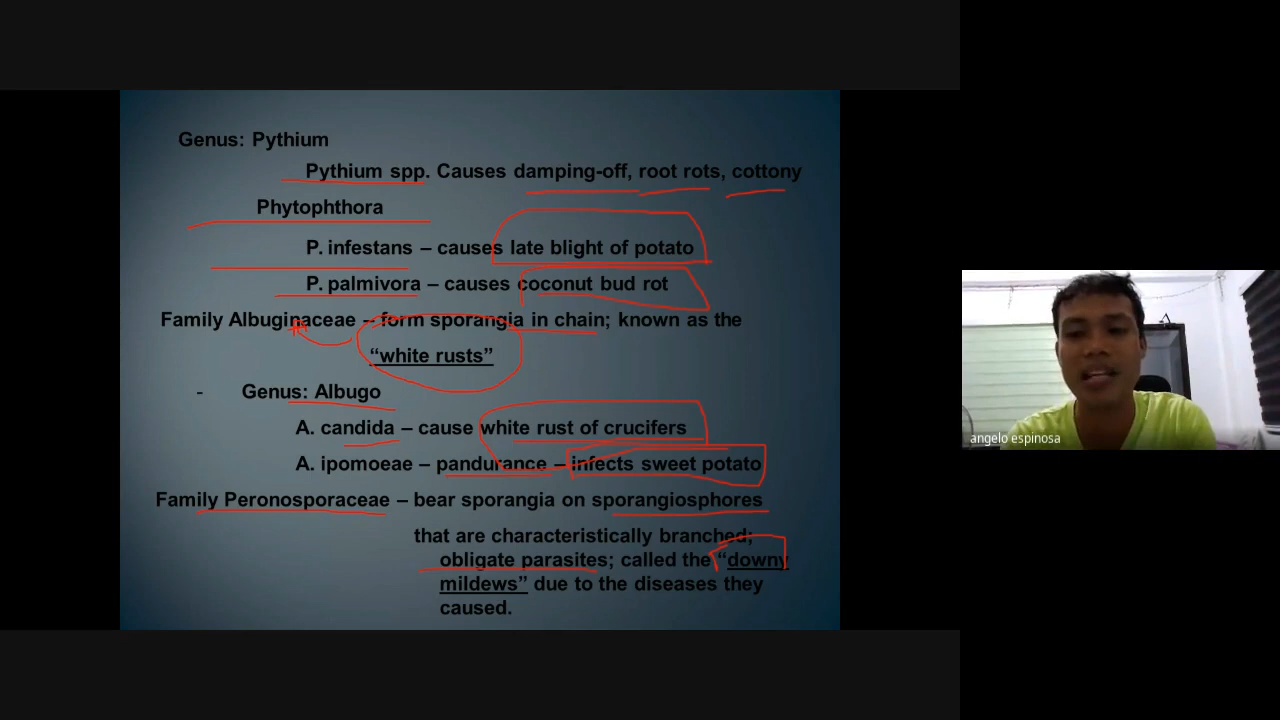 Genus: Pythium
Pythium spp. Causes damping-off, root rots, cottony
Phytophthora
P. infestans – causes late blight of potato
P. palmivora – causes coconut bud rot
Family Albuginaceae – form sporangia in chain; known as the
“white rusts”
- Genus: Albugo
A. candida – cause white rust of crucifers
A. ipomoeae – pandurance – infects sweet potato
Family Peronosporaceae – bear sporangia on sporangiosphores
that are characteristically branched;
obligate parasites; called the “downy
mildews” due to the diseases they
caused.
angelo espinosa